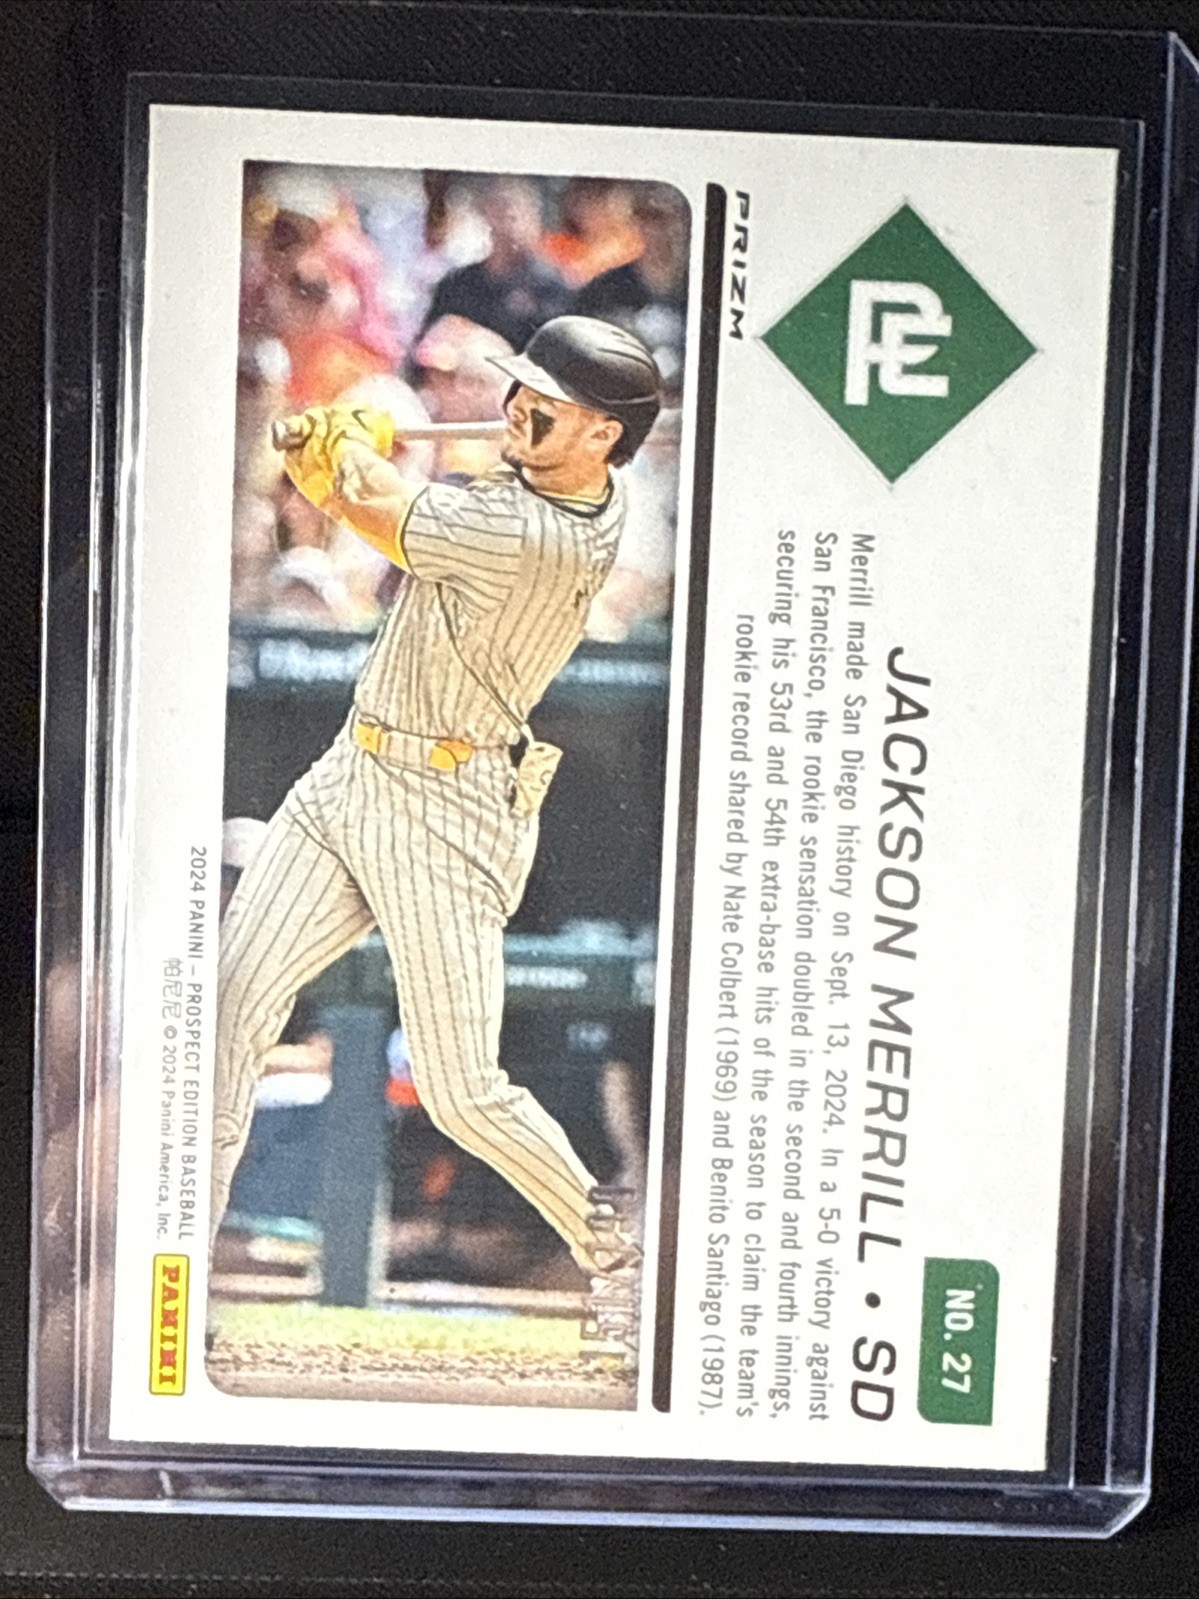 NO. 27
JACKSON MERRILL • SD
Merrill made San Diego history on Sept. 13, 2024. In a 5-0 victory against
San Francisco, the rookie sensation doubled in the second and fourth innings,
securing his 53rd and 54th extra-base hits of the season to claim the team's
rookie record shared by Nate Colbert (1969) and Benito Santiago (1987).
PRIZM
2024 PANINI – PROSPECT EDITION BASEBALL
帕尼尼 © 2024 Panini America, Inc.
PANINI